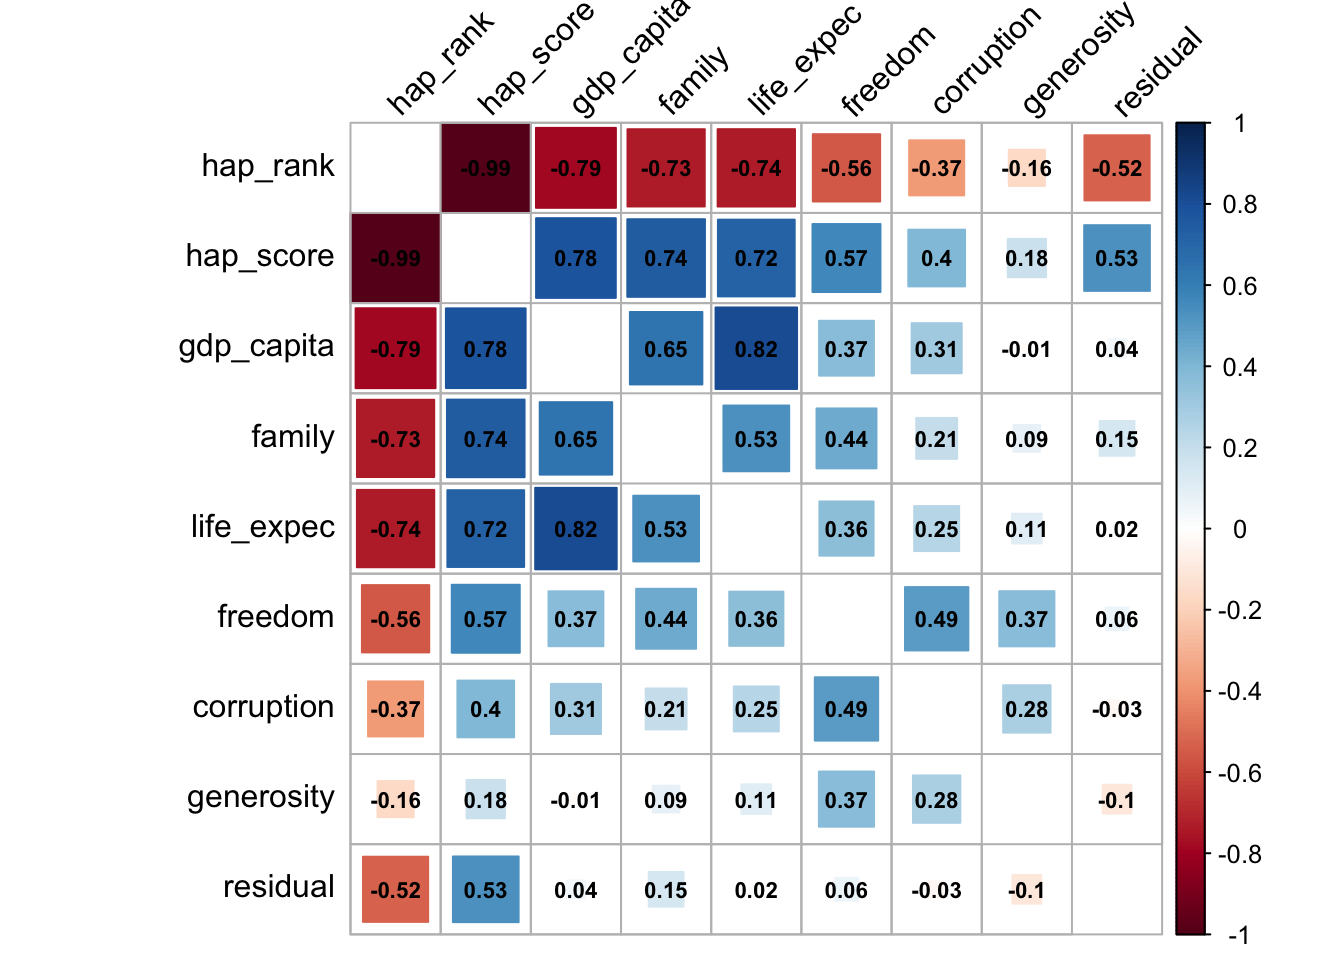 hap_rank hap_score gdp_capita family life_expec freedom corruption generosity residual
hap_rank -0.99 -0.79 -0.73 -0.74 -0.56 -0.37 -0.16 -0.52
hap_score -0.99 0.78 0.74 0.72 0.57 0.4 0.18 0.53
gdp_capita -0.79 0.78 0.65 0.82 0.37 0.31 -0.01 0.04
family -0.73 0.74 0.65 0.53 0.44 0.21 0.09 0.15
life_expec -0.74 0.72 0.82 0.53 0.36 0.25 0.11 0.02
freedom -0.56 0.57 0.37 0.44 0.36 0.49 0.37 0.06
corruption -0.37 0.4 0.31 0.21 0.25 0.49 0.28 -0.03
generosity -0.16 0.18 -0.01 0.09 0.11 0.37 0.28 -0.1
residual -0.52 0.53 0.04 0.15 0.02 0.06 -0.03 -0.1
1
0.8
0.6
0.4
0.2
0
-0.2
-0.4
-0.6
-0.8
-1